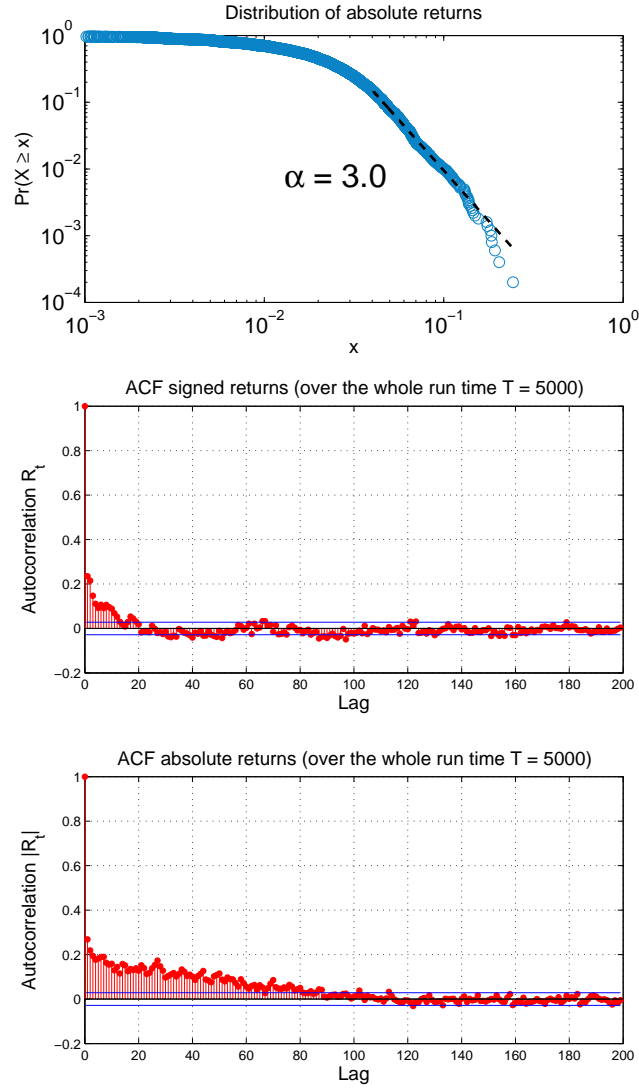 Distribution of absolute returns
10^0
10^-1
10^-2
10^-3
10^-4
Pr(X ≥ x)
α = 3.0
10^-3 10^-2 10^-1 10^0
x
ACF signed returns (over the whole run time T = 5000)
1
0.8
0.6
0.4
0.2
0
−0.2
Autocorrelation R_t
0 20 40 60 80 100 120 140 160 180 200
Lag
ACF absolute returns (over the whole run time T = 5000)
1
0.8
0.6
0.4
0.2
0
−0.2
Autocorrelation |R_t|
0 20 40 60 80 100 120 140 160 180 200
Lag